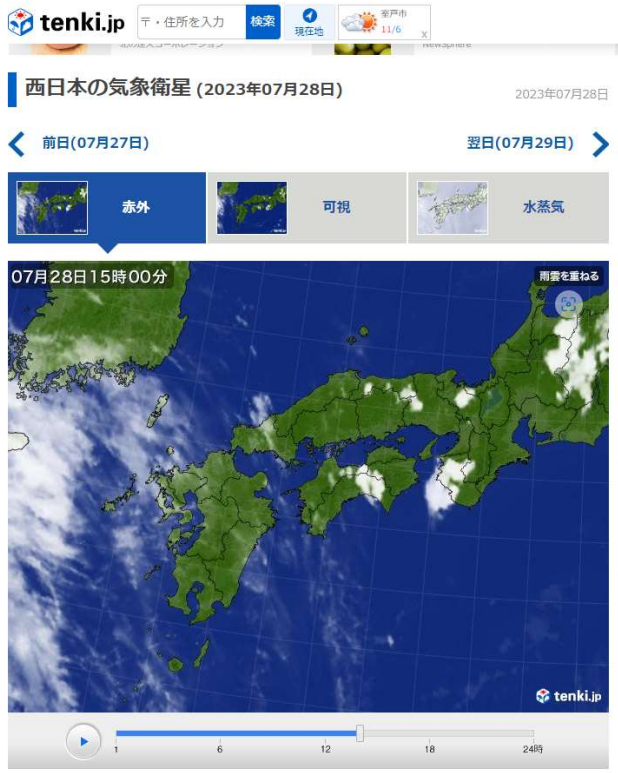 tenki.jp
〒・住所を入力
検索
現在地
室戸市
11/6
x
NewSphere
西日本の気象衛星 (2023年07月28日)
2023年07月28日
前日(07月27日)
翌日(07月29日)
赤外
可視
水蒸気
07月28日15時00分
雨雲を重ねる
tenki.jp
1
6
12
18
24時